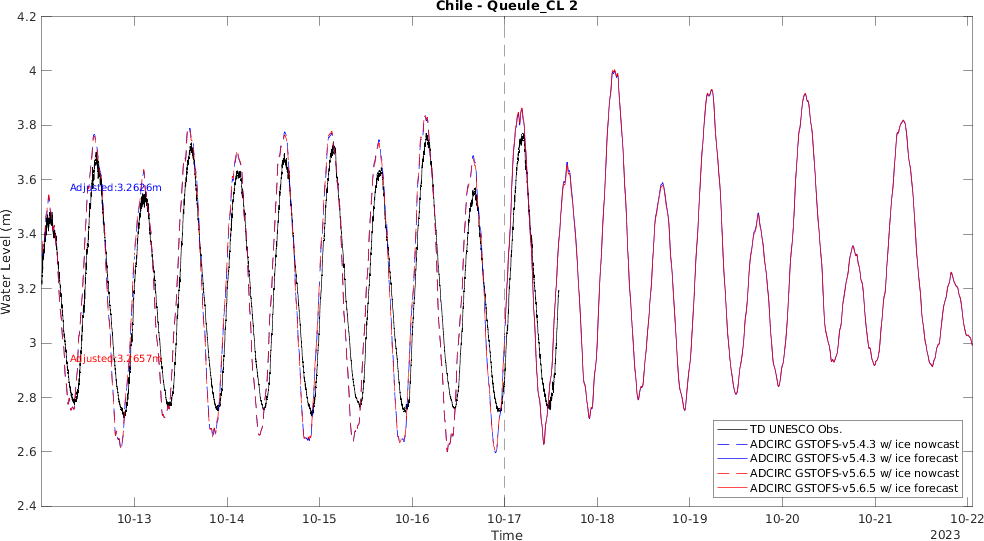 Chile - Queule_CL 2
4.2
4
3.8
3.6
3.4
3.2
3
2.8
2.6
2.4
Water Level (m)
Adjusted:3.2626m
Adjusted:3.2657m
TD UNESCO Obs.
ADCIRC GSTOFS-v5.4.3 w/ ice nowcast
ADCIRC GSTOFS-v5.4.3 w/ ice forecast
ADCIRC GSTOFS-v5.6.5 w/ ice nowcast
ADCIRC GSTOFS-v5.6.5 w/ ice forecast
10-13 10-14 10-15 10-16 10-17 10-18 10-19 10-20 10-21 10-22
Time
2023